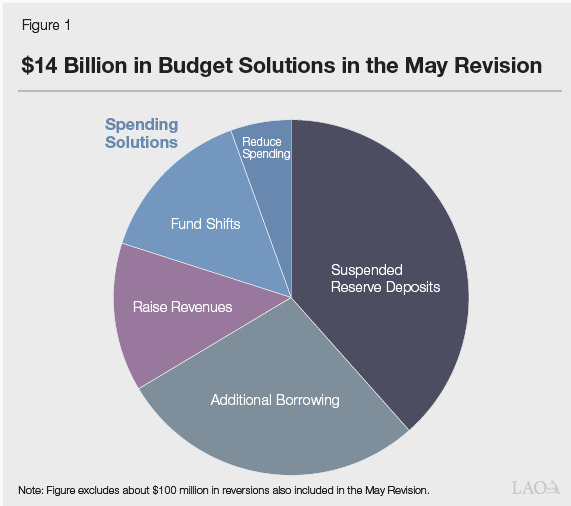 Figure 1
$14 Billion in Budget Solutions in the May Revision
Spending
Solutions
Reduce
Spending
Fund Shifts
Suspended
Reserve Deposits
Raise Revenues
Additional Borrowing
Note: Figure excludes about $100 million in reversions also included in the May Revision.
LAO